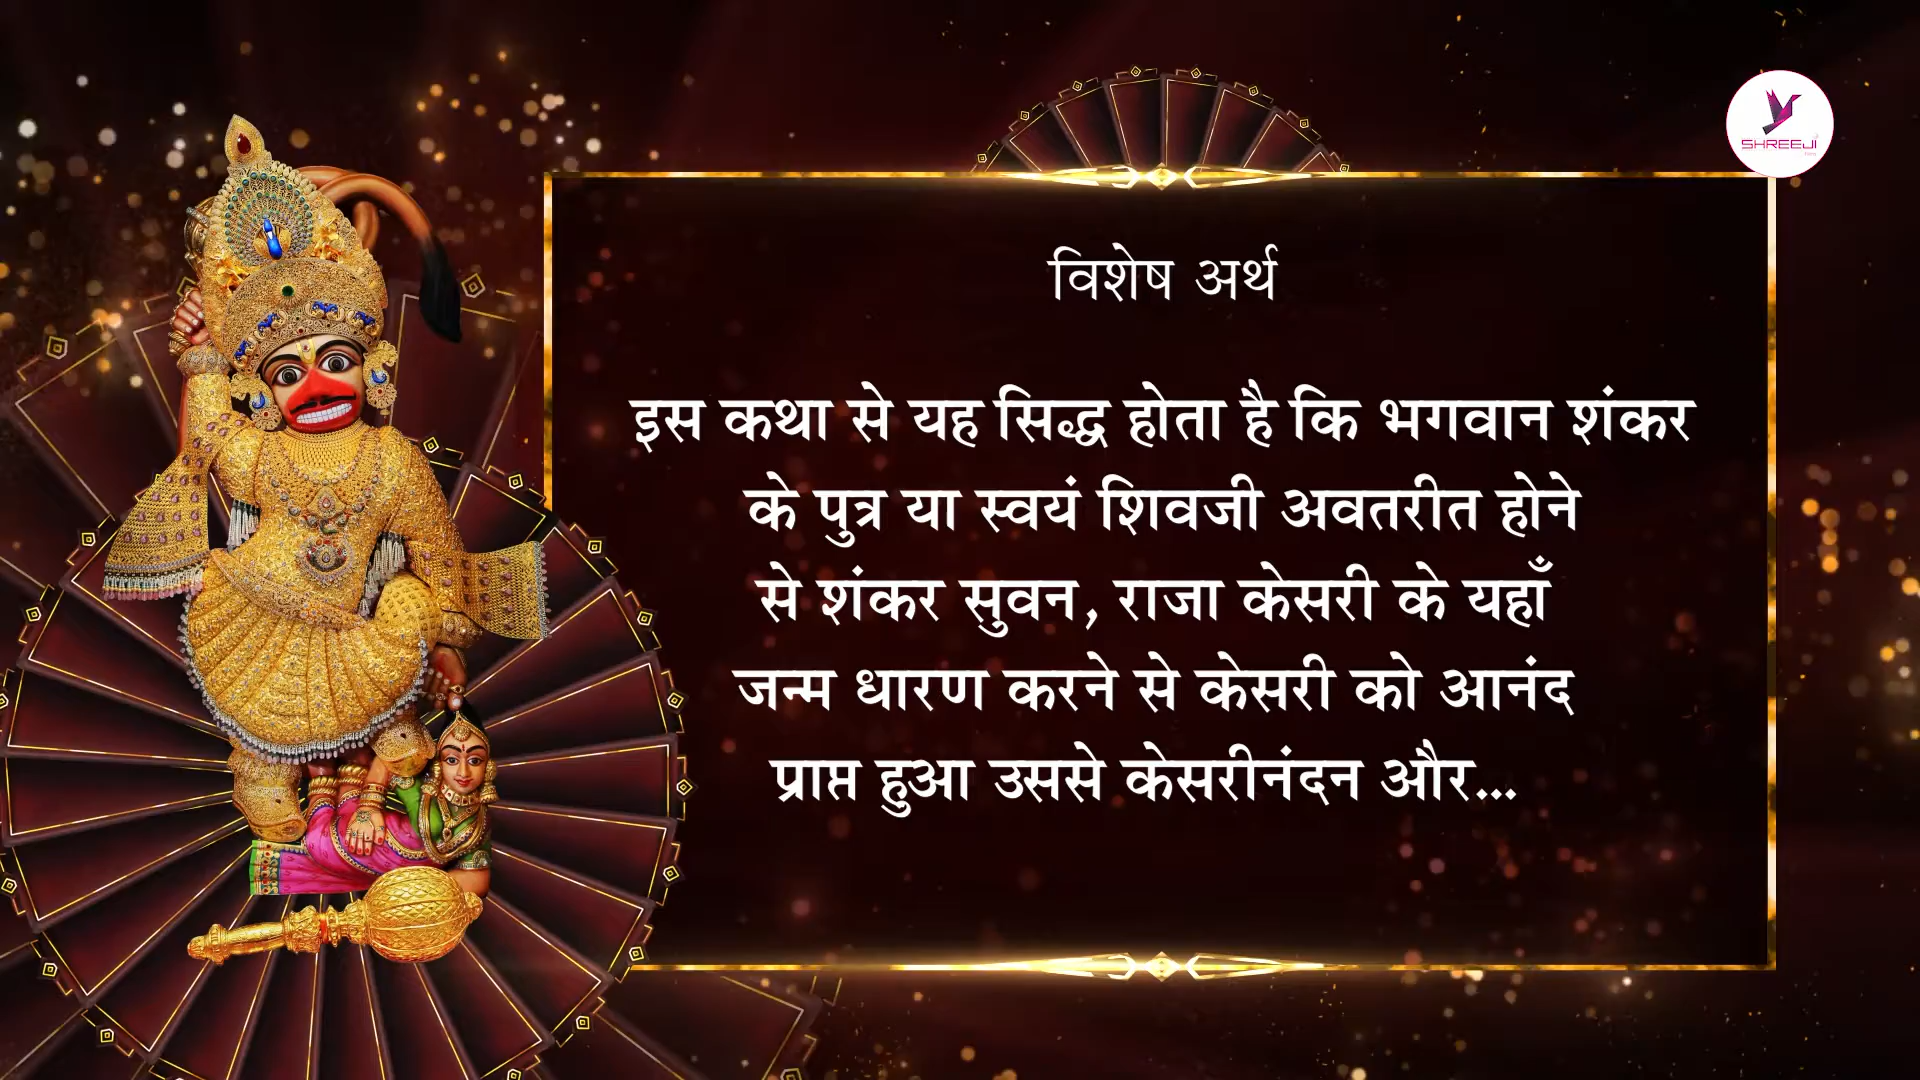 SHREEJI
विशेष अर्थ
इस कथा से यह सिद्ध होता है कि भगवान शंकर
के पुत्र या स्वयं शिवजी अवतरीत होने
से शंकर सुवन, राजा केसरी के यहाँ
जन्म धारण करने से केसरी को आनंद
प्राप्त हुआ उससे केसरीनंदन और...